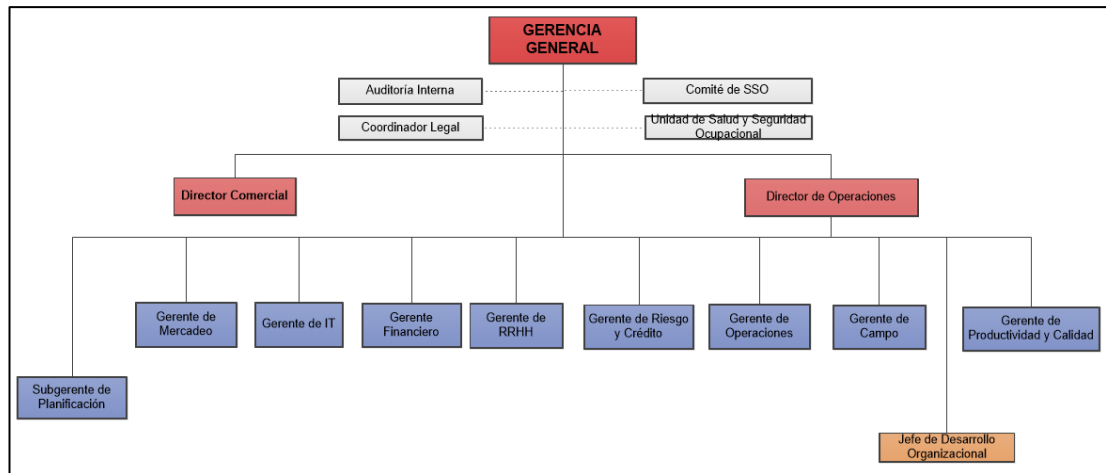 GERENCIA
GENERAL
Auditoría Interna
Comité de SSO
Coordinador Legal
Unidad de Salud y Seguridad
Ocupacional
Director Comercial
Director de Operaciones
Gerente de
Mercadeo
Gerente de IT
Gerente
Financiero
Gerente de
RRHH
Gerente de Riesgo
y Crédito
Gerente de
Operaciones
Gerente de
Campo
Gerente de
Productividad y Calidad
Subgerente de
Planificación
Jefe de Desarrollo
Organizacional